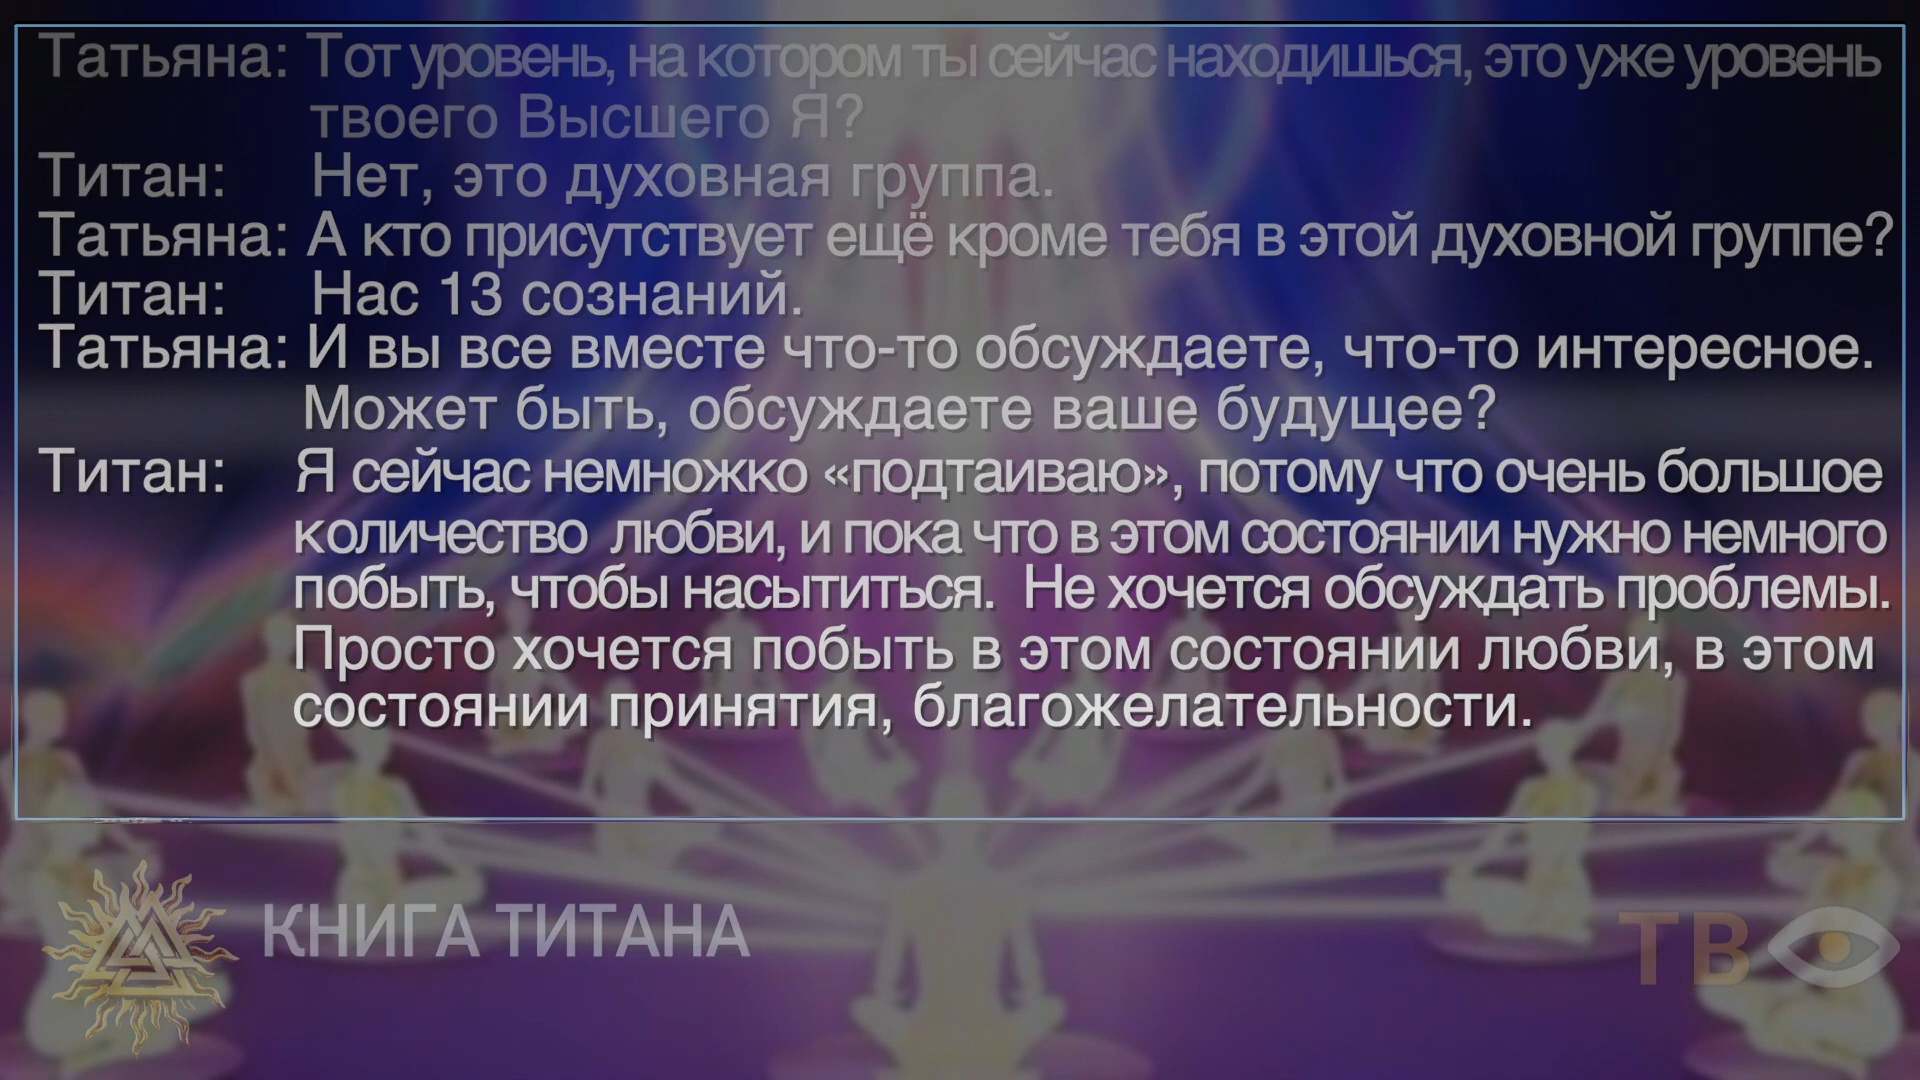 Татьяна: Тот уровень, на котором ты сейчас находишься, это уже уровень
твоего Высшего Я?
Титан: Нет, это духовная группа.
Татьяна: А кто присутствует ещё кроме тебя в этой духовной группе?
Титан: Нас 13 сознаний.
Татьяна: И вы все вместе что-то обсуждаете, что-то интересное.
Может быть, обсуждаете ваше будущее?
Титан: Я сейчас немножко «подтаиваю», потому что очень большое
количество любви, и пока что в этом состоянии нужно немного
побыть, чтобы насытиться. Не хочется обсуждать проблемы.
Просто хочется побыть в этом состоянии любви, в этом
состоянии принятия, благожелательности.
КНИГА ТИТАНА
ТВ